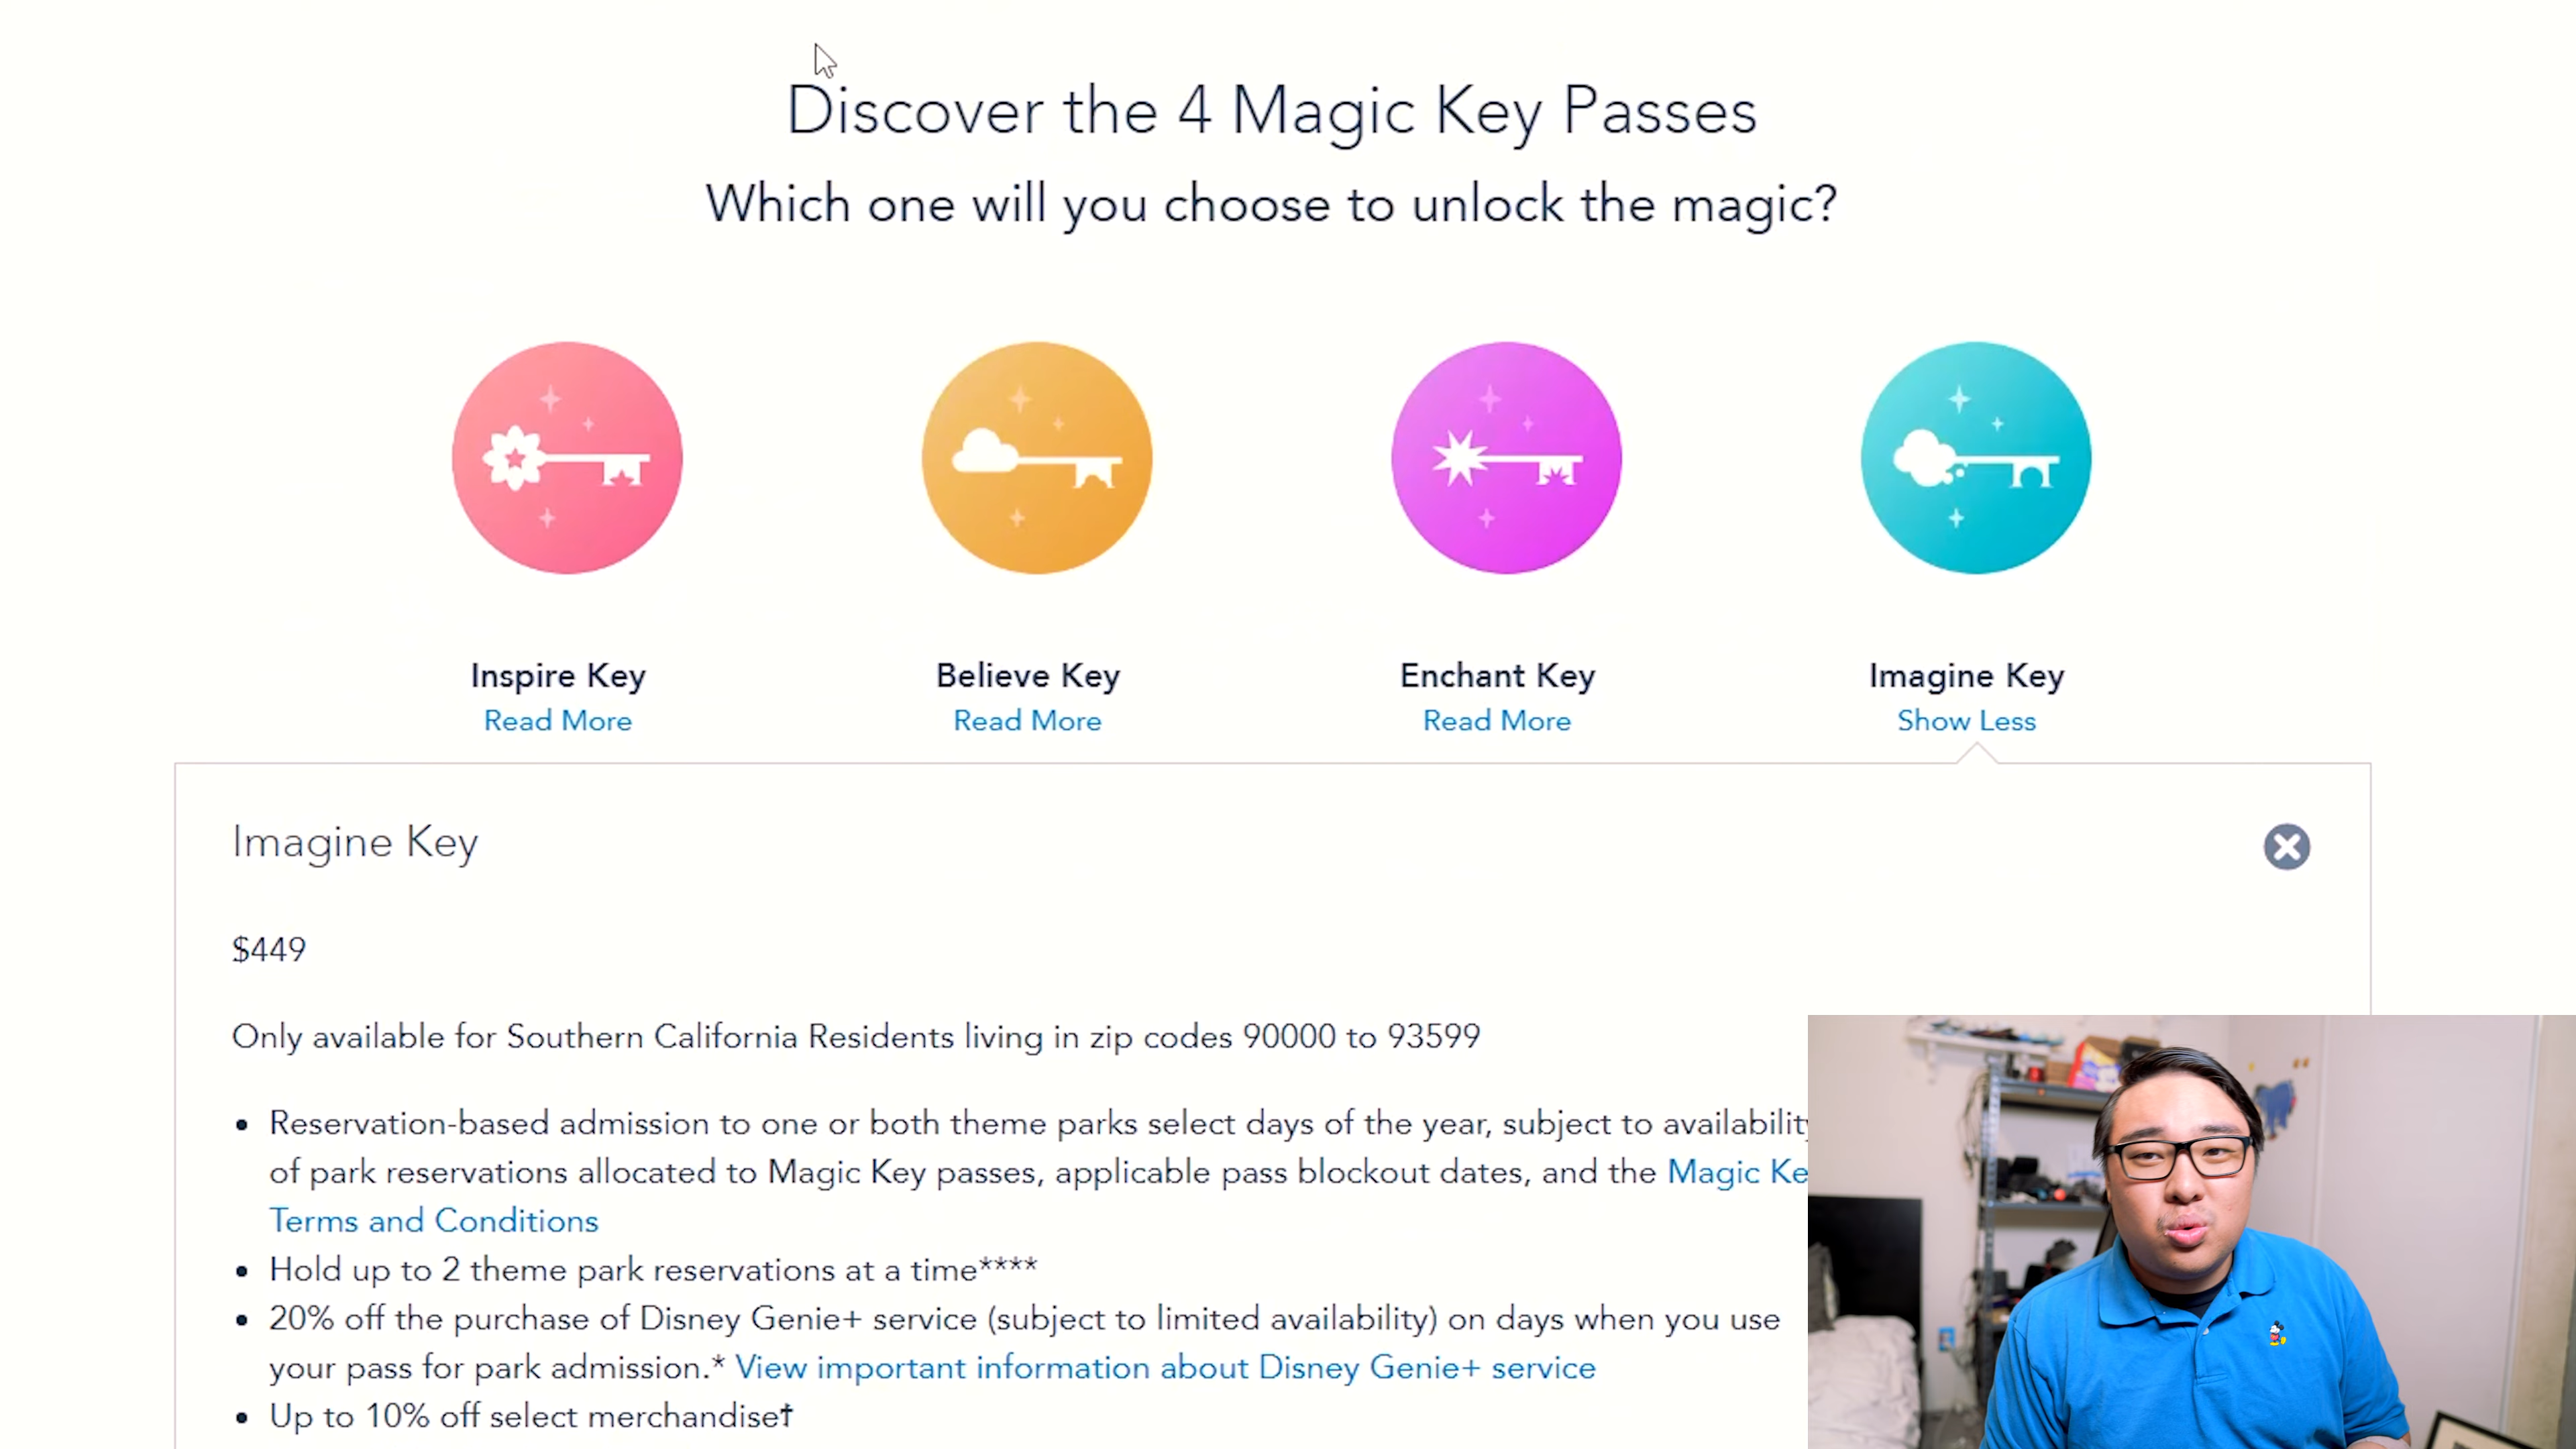 Discover the 4 Magic Key Passes
Which one will you choose to unlock the magic?
Inspire Key
Read More
Believe Key
Read More
Enchant Key
Read More
Imagine Key
Show Less
Imagine Key
$449
Only available for Southern California Residents living in zip codes 90000 to 93599
• Reservation-based admission to one or both theme parks select days of the year, subject to availability
of park reservations allocated to Magic Key passes, applicable pass blockout dates, and the Magic Ke
Terms and Conditions
• Hold up to 2 theme park reservations at a time****
• 20% off the purchase of Disney Genie+ service (subject to limited availability) on days when you use
your pass for park admission.* View important information about Disney Genie+ service
• Up to 10% off select merchandise†